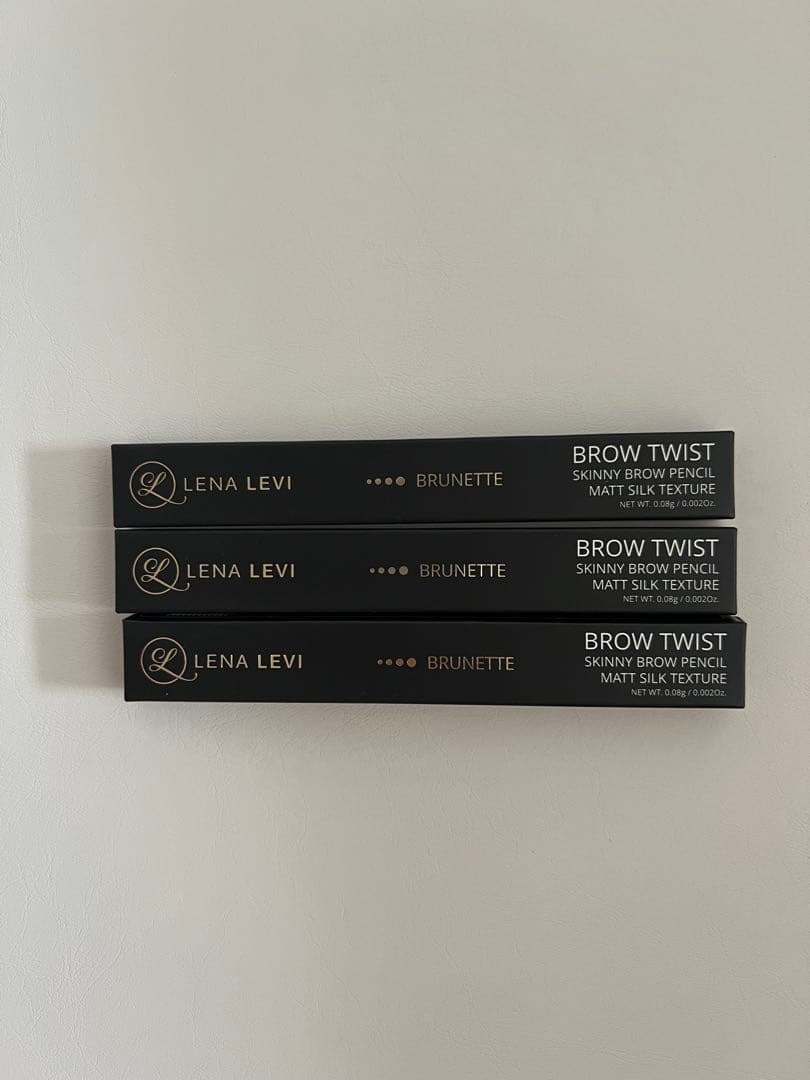 L LENA LEVI
BRUNETTE
BROW TWIST
SKINNY BROW PENCIL
MATT SILK TEXTURE
NET WT. 0.08g / 0.002Oz.
L LENA LEVI
BRUNETTE
BROW TWIST
SKINNY BROW PENCIL
MATT SILK TEXTURE
NET WT. 0.08g / 0.002Oz.
L LENA LEVI
BRUNETTE
BROW TWIST
SKINNY BROW PENCIL
MATT SILK TEXTURE
NET WT. 0.08g / 0.002Oz.